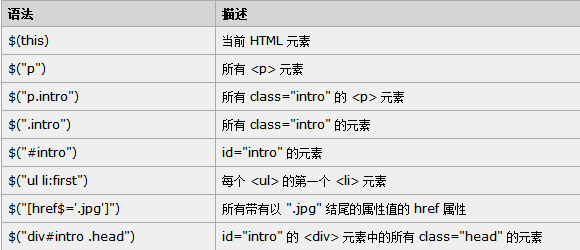 语法 描述
$(this) 当前 HTML 元素
$("p") 所有 <p> 元素
$("p.intro") 所有 class="intro" 的 <p> 元素
$(".intro") 所有 class="intro" 的元素
$("#intro") id="intro" 的元素
$("ul li:first") 每个 <ul> 的第一个 <li> 元素
$("[href$='.jpg']") 所有带有以 ".jpg" 结尾的属性值的 href 属性
$("div#intro .head") id="intro" 的 <div> 元素中的所有 class="head" 的元素